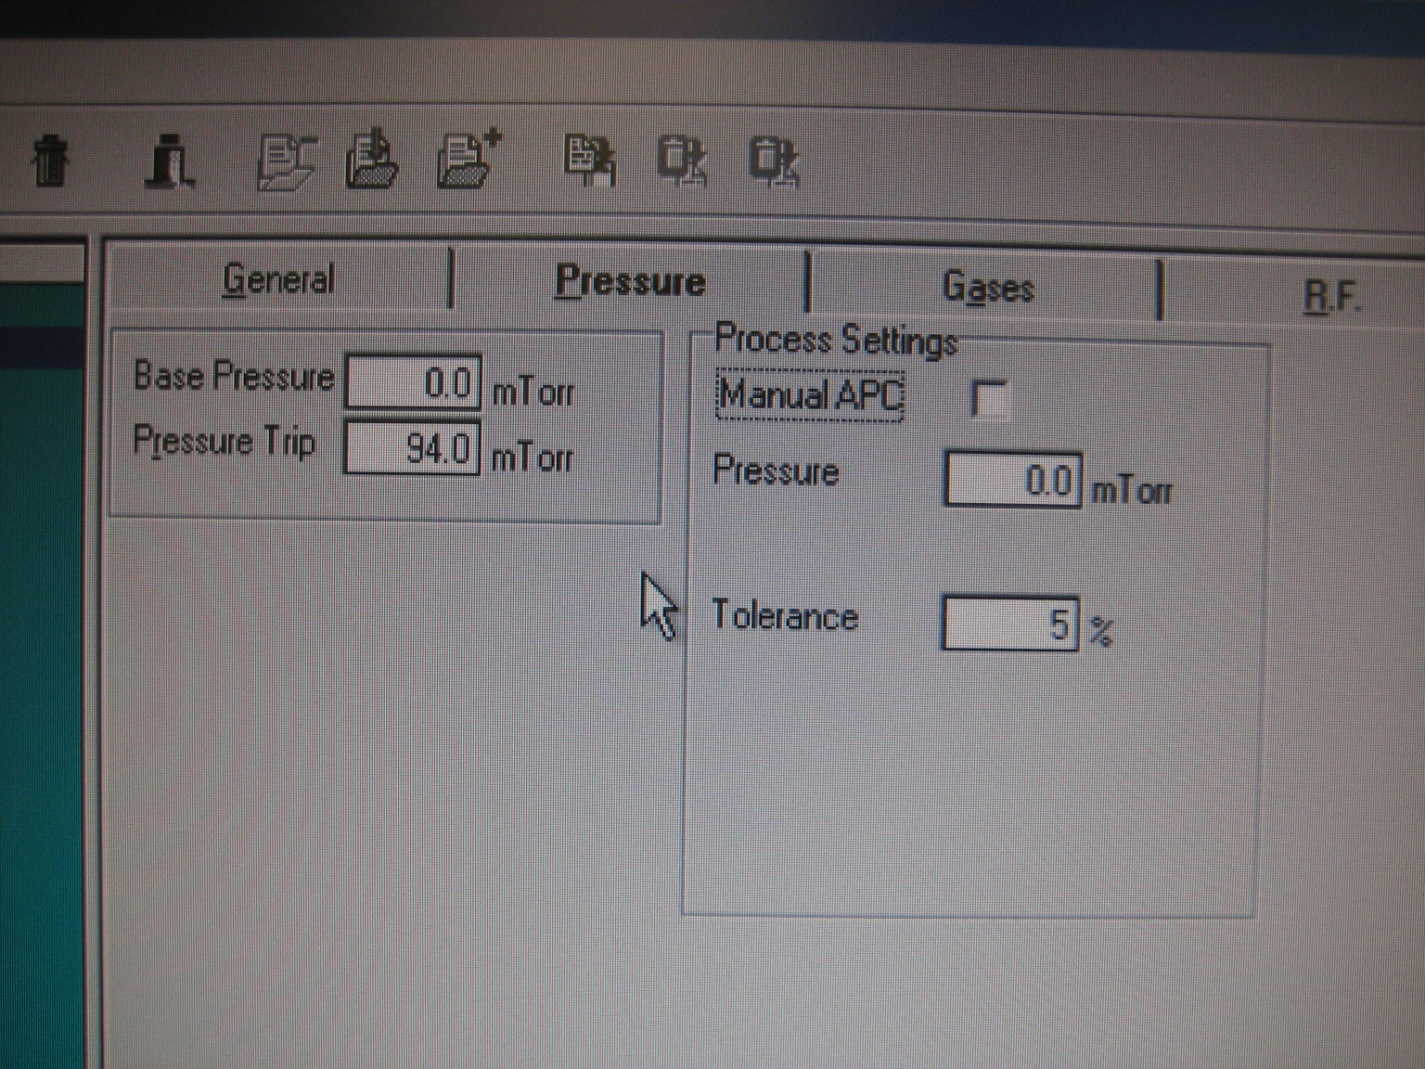 General
Pressure
Gases
R.F.
Base Pressure 0.0 mTorr
Pressure Trip 94.0 mTorr
Process Settings
Manual APC
Pressure 0.0 mTorr
Tolerance 5 %